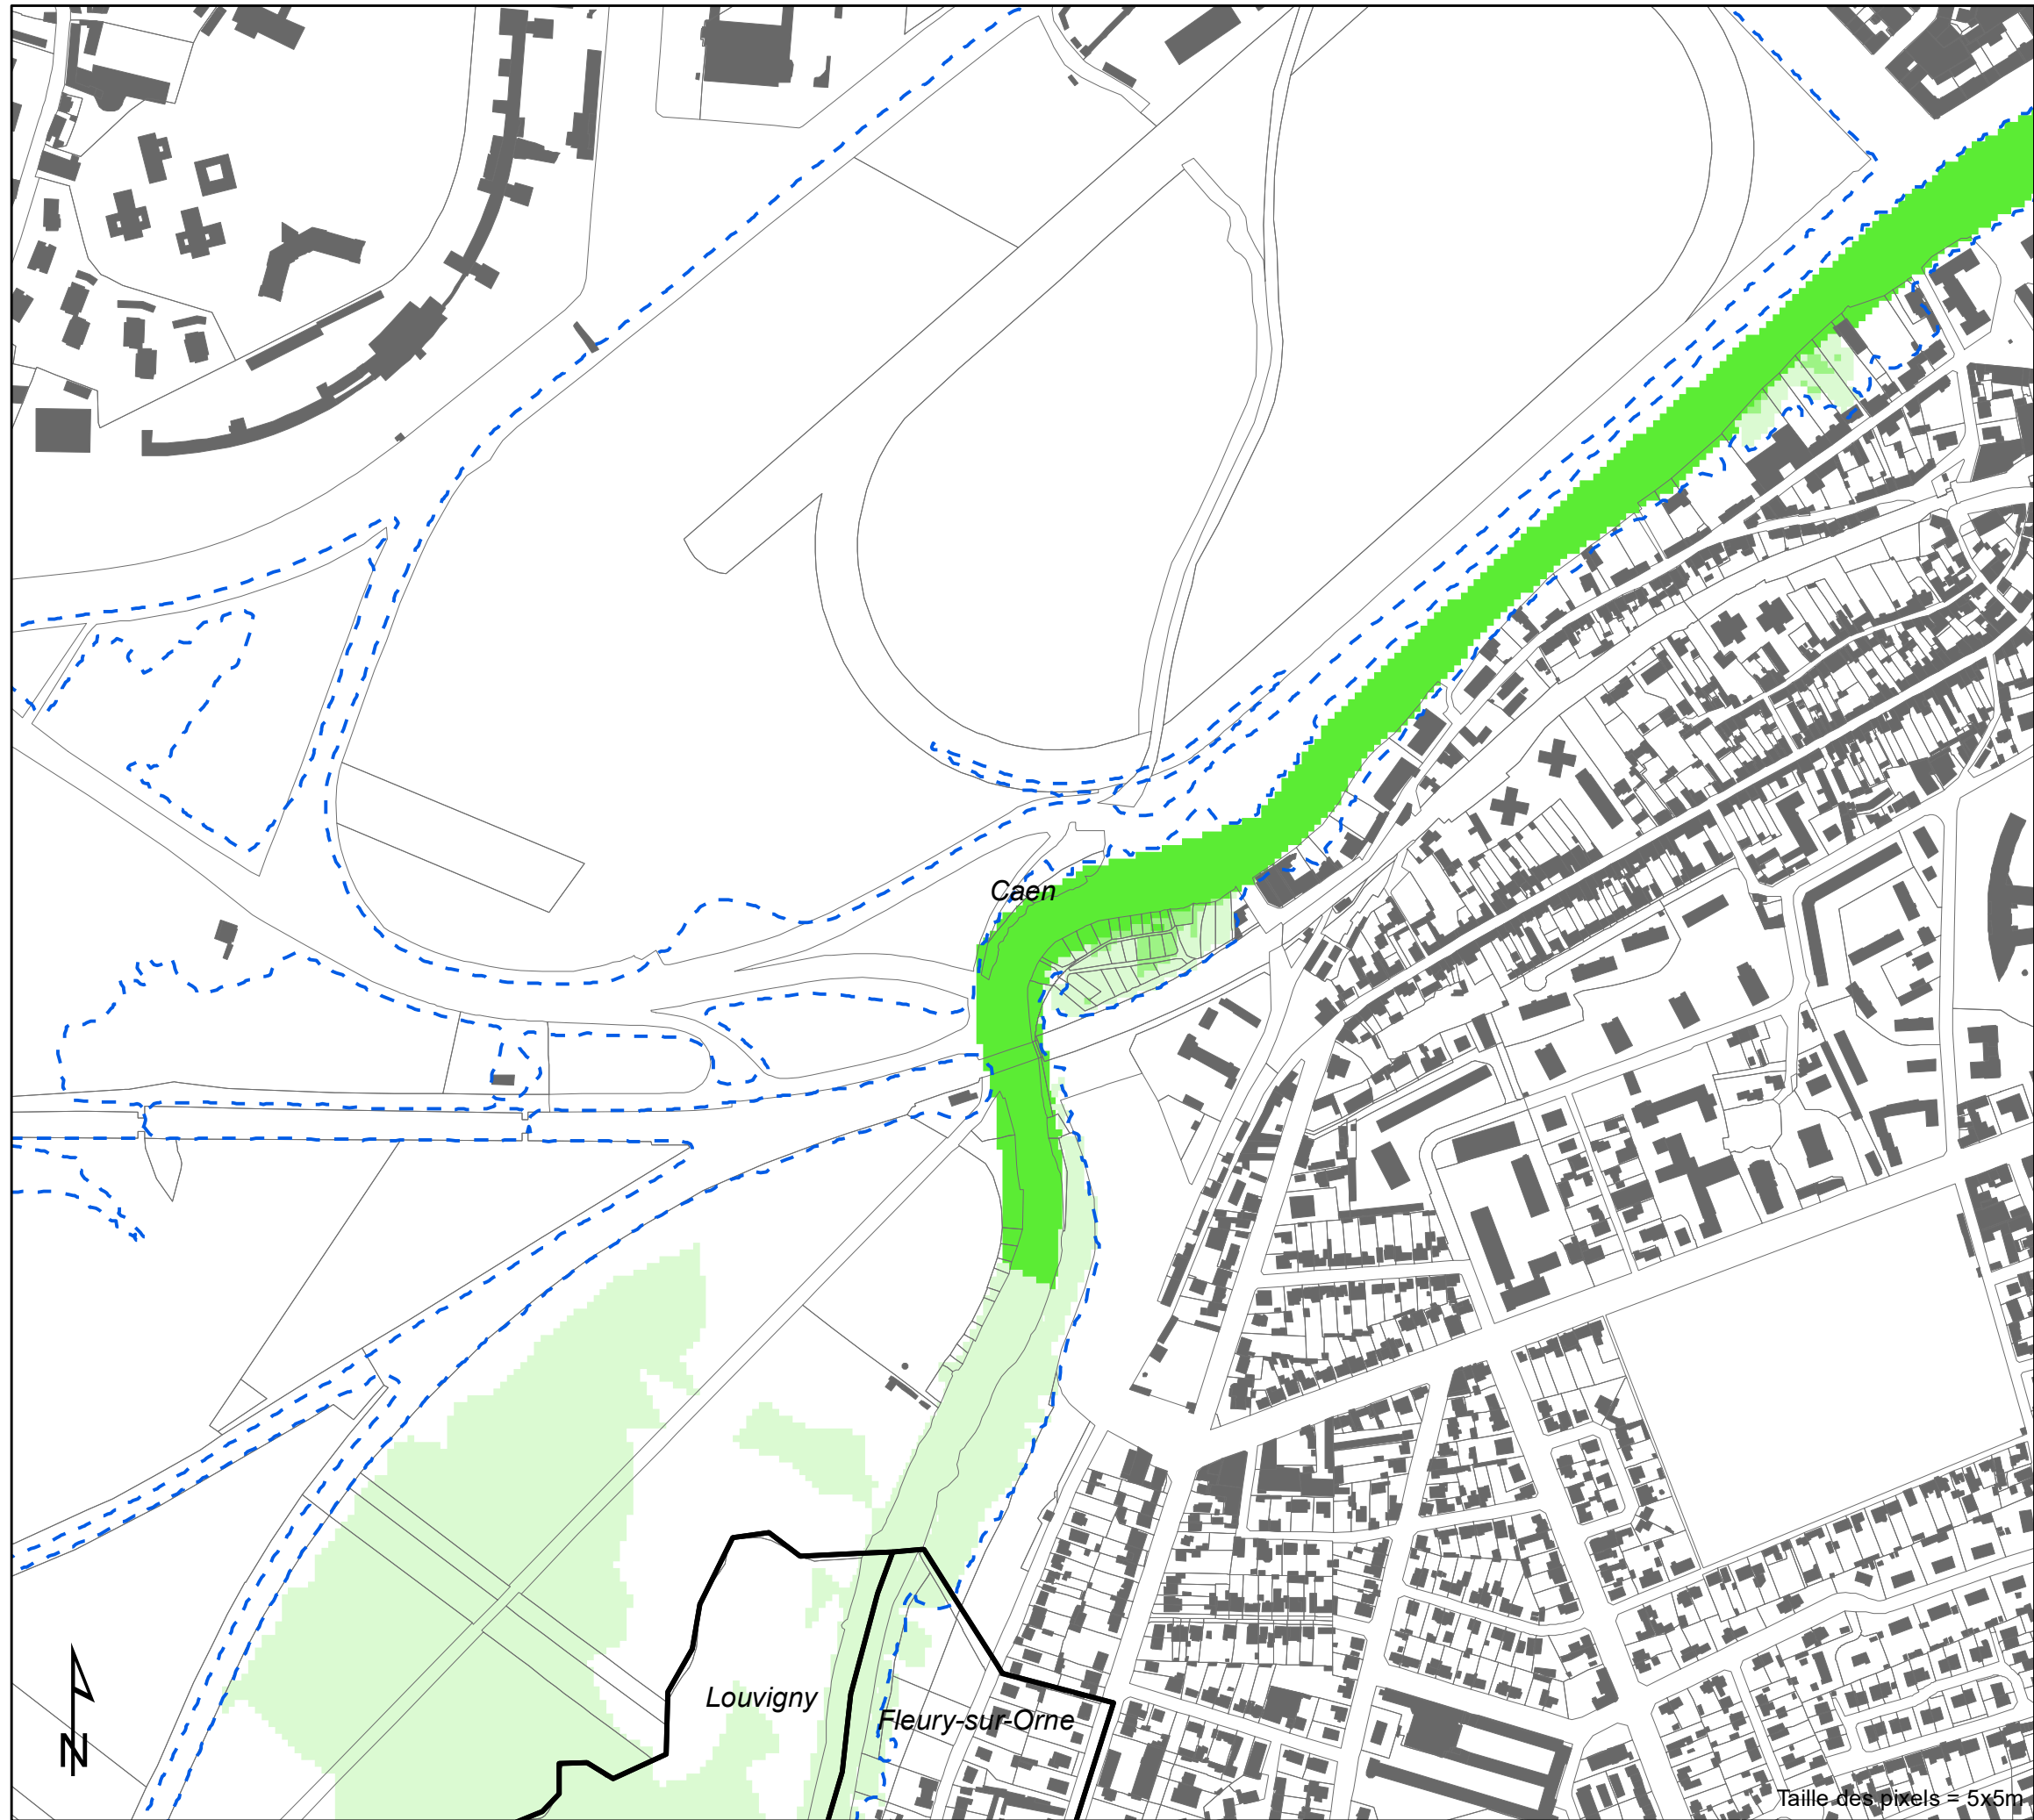 Caen
Louvigny
Fleury-sur-Orne
N
Taille des pixels = 5x5m